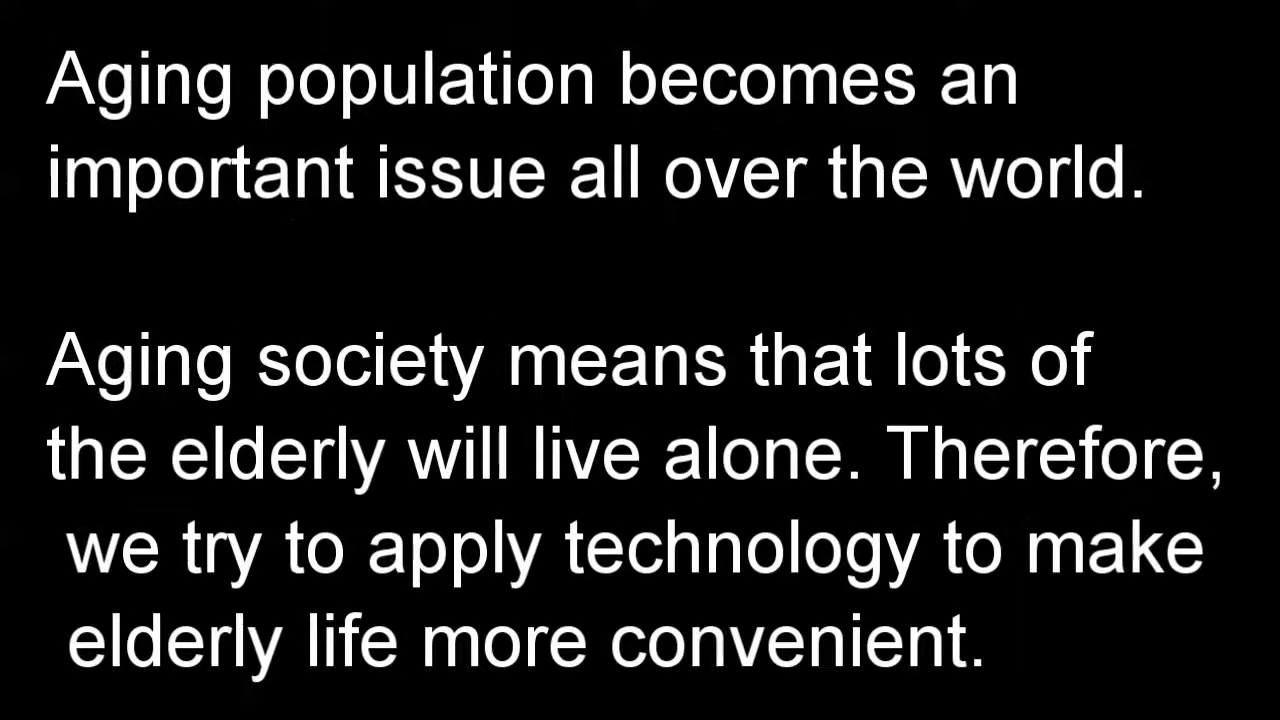 Aging population becomes an
important issue all over the world.
Aging society means that lots of
the elderly will live alone. Therefore,
we try to apply technology to make
elderly life more convenient.